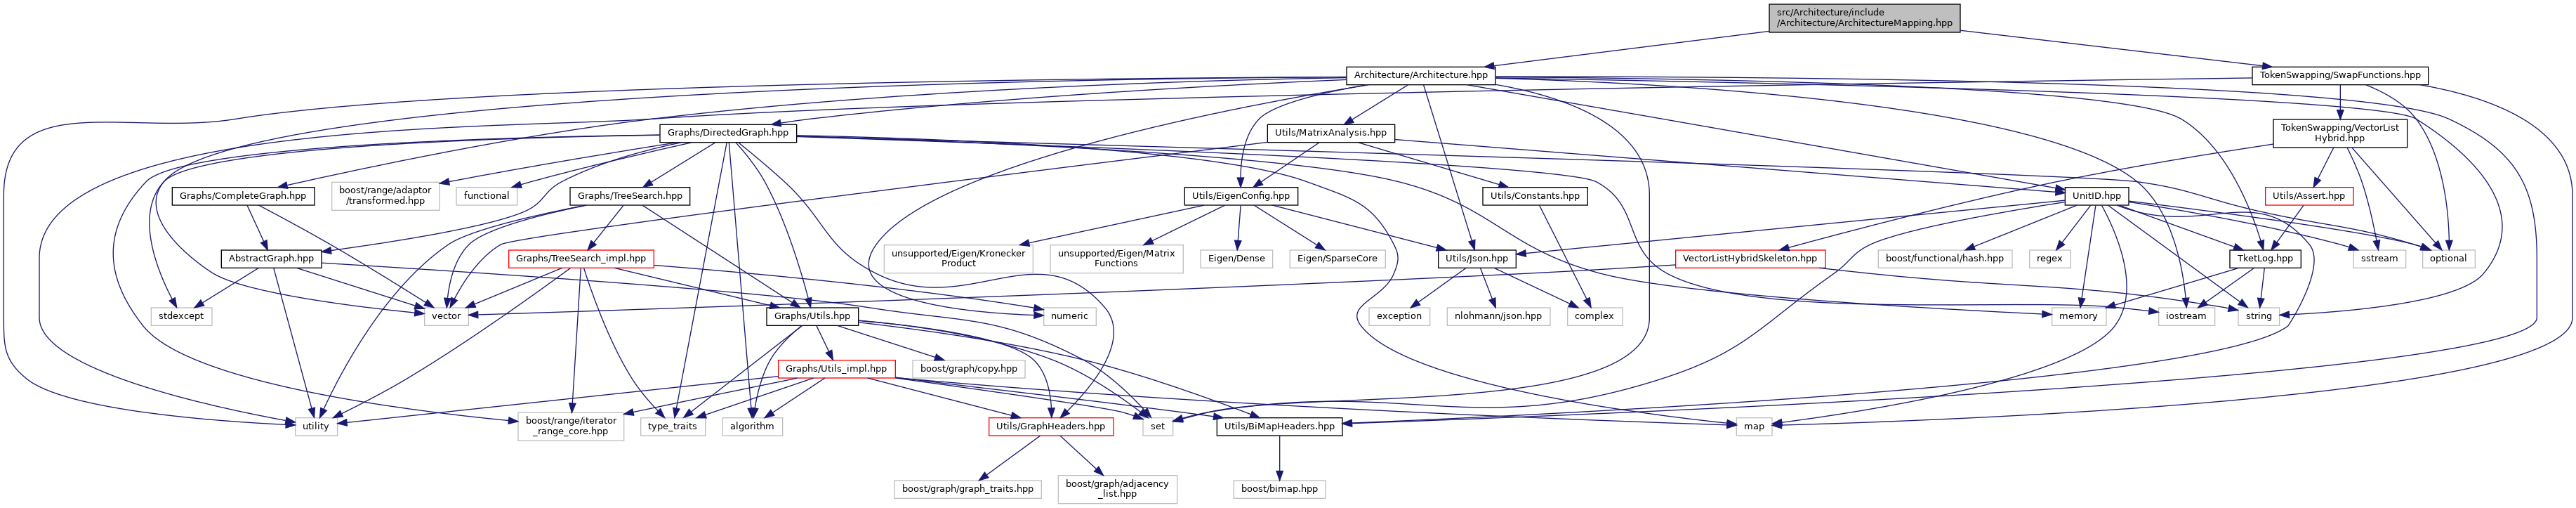 src/Architecture/include
/Architecture/ArchitectureMapping.hpp
Architecture/Architecture.hpp
TokenSwapping/SwapFunctions.hpp
Graphs/DirectedGraph.hpp
Utils/MatrixAnalysis.hpp
TokenSwapping/VectorList
Hybrid.hpp
Graphs/CompleteGraph.hpp
boost/range/adaptor
/transformed.hpp
functional
Graphs/TreeSearch.hpp
Utils/EigenConfig.hpp
Utils/Constants.hpp
UnitID.hpp
Utils/Assert.hpp
AbstractGraph.hpp
Graphs/TreeSearch_impl.hpp
unsupported/Eigen/Kronecker
Product
unsupported/Eigen/Matrix
Functions
Eigen/Dense
Eigen/SparseCore
Utils/Json.hpp
VectorListHybridSkeleton.hpp
boost/functional/hash.hpp
regex
TketLog.hpp
sstream
optional
stdexcept
vector
Graphs/Utils.hpp
numeric
exception
nlohmann/json.hpp
complex
memory
iostream
string
Graphs/Utils_impl.hpp
boost/graph/copy.hpp
utility
boost/range/iterator
_range_core.hpp
type_traits
algorithm
Utils/GraphHeaders.hpp
set
Utils/BiMapHeaders.hpp
map
boost/graph/graph_traits.hpp
boost/graph/adjacency
_list.hpp
boost/bimap.hpp